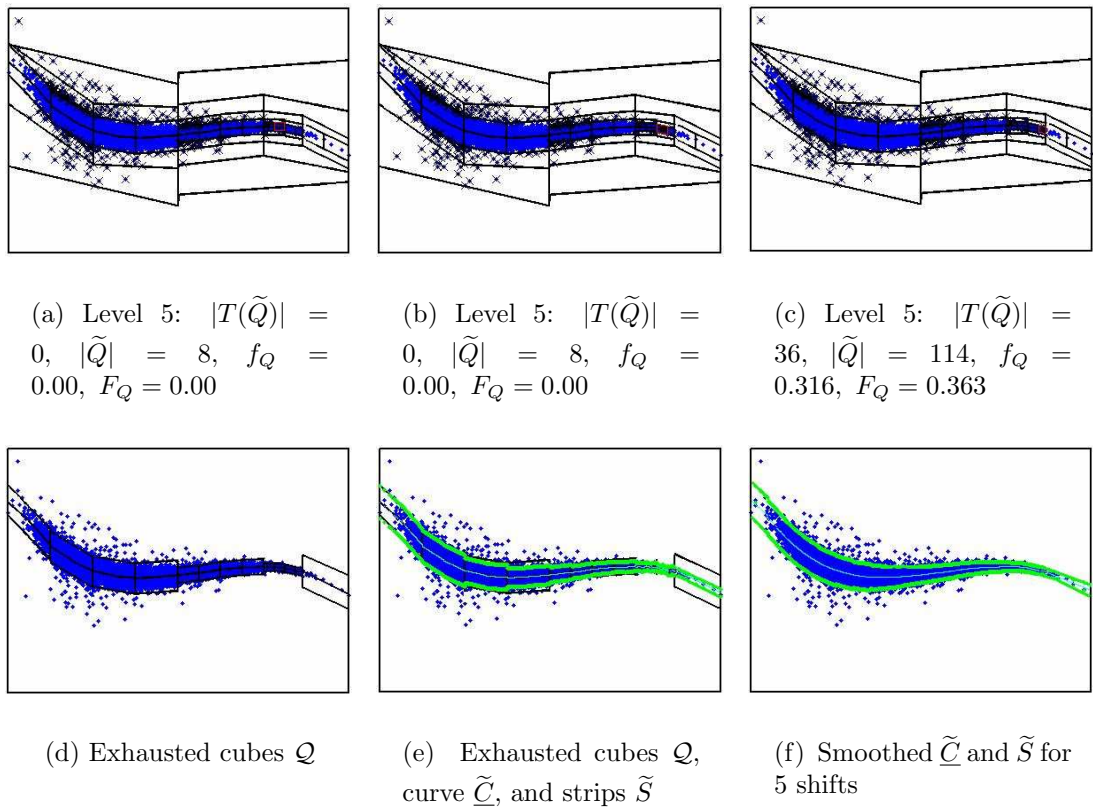 (a) Level 5: |T(Q̃)| =
0, |Q̃| = 8, f_Q =
0.00, F_Q = 0.00
(b) Level 5: |T(Q̃)| =
0, |Q̃| = 8, f_Q =
0.00, F_Q = 0.00
(c) Level 5: |T(Q̃)| =
36, |Q̃| = 114, f_Q =
0.316, F_Q = 0.363
(d) Exhausted cubes 𝒬
(e) Exhausted cubes 𝒬,
curve C̲̃, and strips S̃
(f) Smoothed C̲̃ and S̃ for
5 shifts